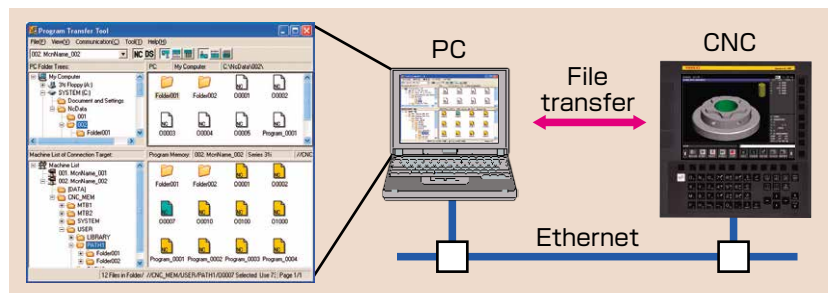 Program Transfer Tool
File(F) View(V) Communication(C) Tool(T) Help(H)
002. McnName_002
NC DS
PC Folder Trees:
PC My Computer C:\NcData\002\
My Computer
3½ Floppy (A:)
SYSTEM (C:)
Document and Settings
NcData
001
002
Folder001
Folder001 Folder002 O0001 O0002
O0003 O0004 O0005 Program_0001
Machine List of Connection Target:
Program Memory: 002. McnName_002 (Series 31i //CNC
Machine List
001. McnName_001
002. McnName_002
[DATA]
CNC_MEM
MTB1
MTB2
SYSTEM
USER
LIBRARY
PATH1
Folder001
Folder002
Folder001 Folder002 O0001 O0002
O0007 O0010 O0100 O1000
Program_0001 Program_0002 Program_0003 Program_0004
12 Files in Folder/ //CNC_MEM/USER/PATH1/O0007 Selected Page 1/1
PC
File
transfer
CNC
Ethernet